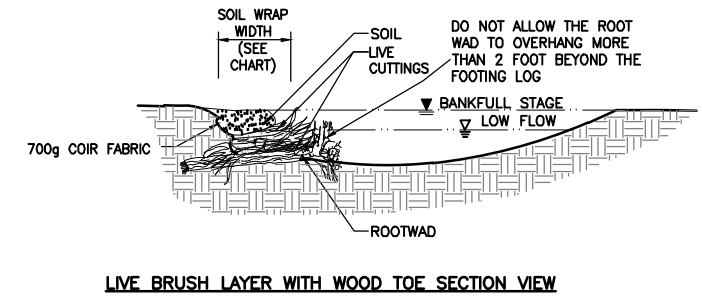 SOIL WRAP
WIDTH
(SEE
CHART)
SOIL
LIVE
CUTTINGS
DO NOT ALLOW THE ROOT
WAD TO OVERHANG MORE
THAN 2 FOOT BEYOND THE
FOOTING LOG
BANKFULL STAGE
LOW FLOW
700g COIR FABRIC
ROOTWAD
LIVE BRUSH LAYER WITH WOOD TOE SECTION VIEW